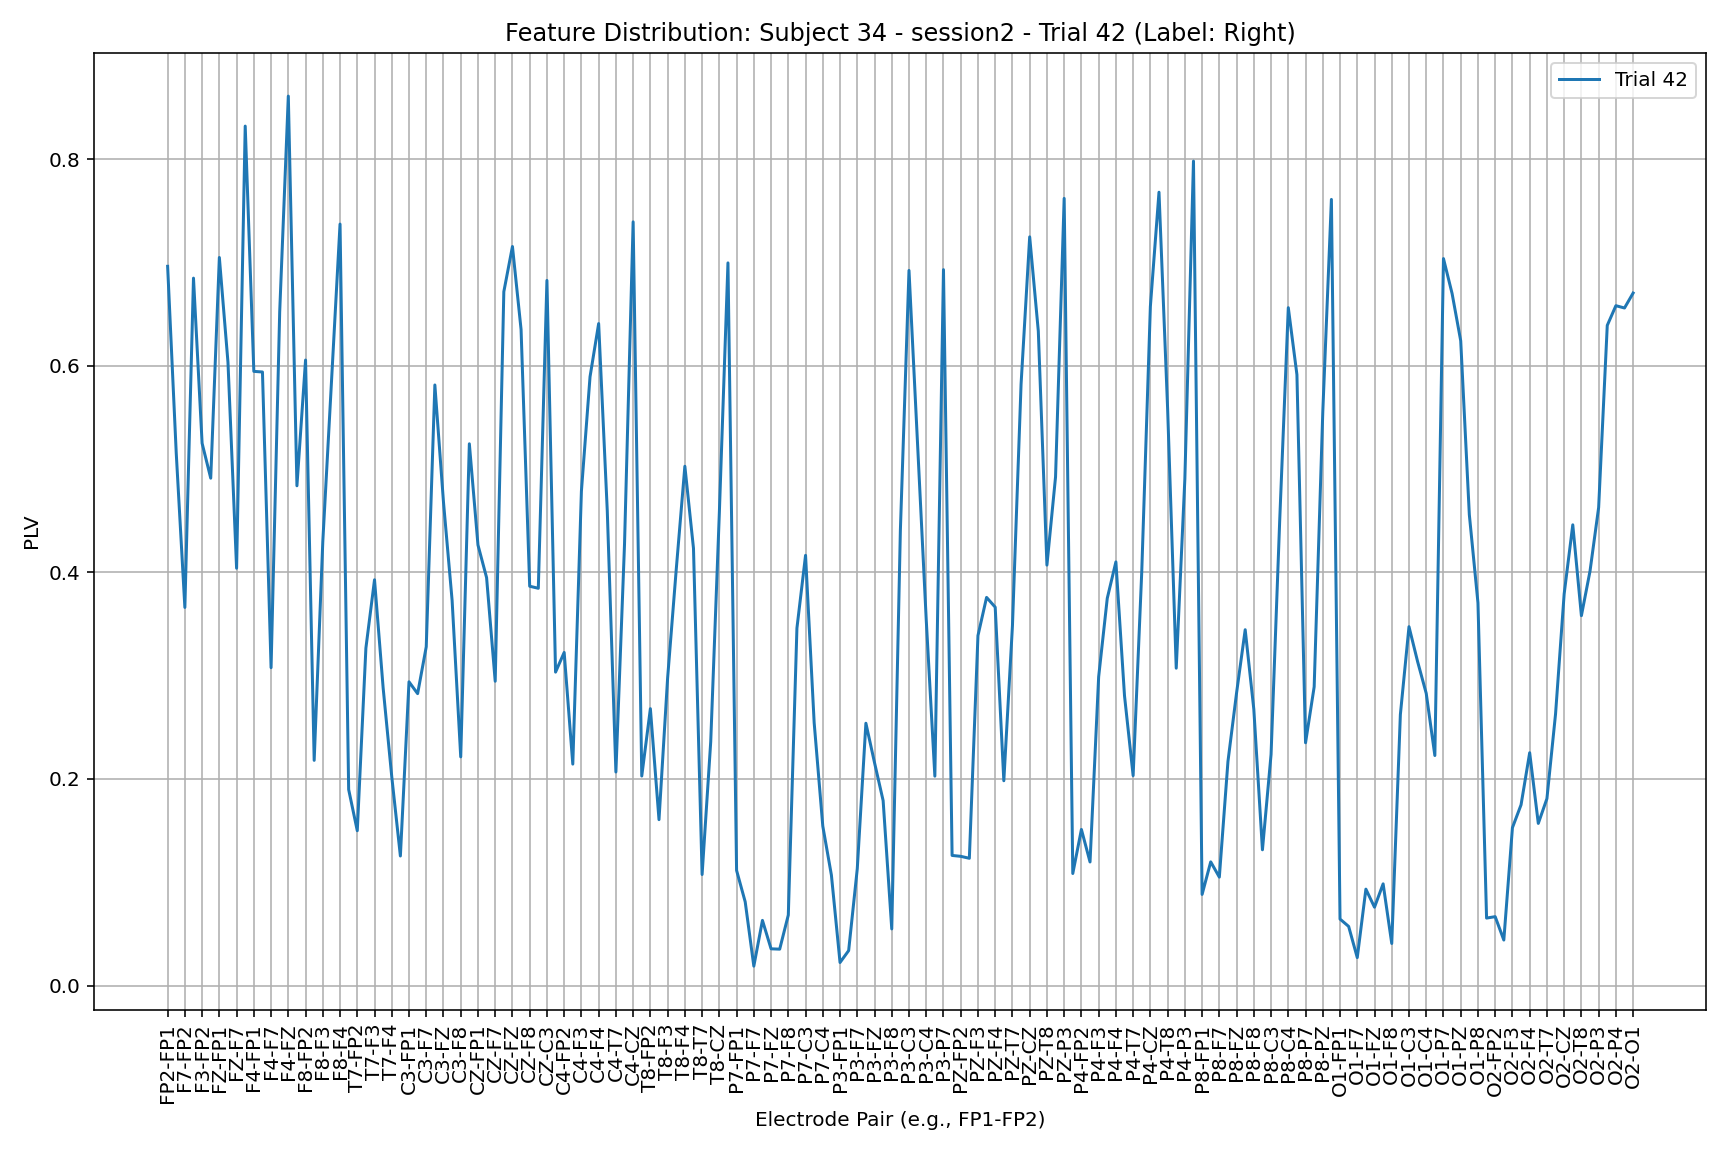 Feature Distribution: Subject 34 - session2 - Trial 42 (Label: Right)
Trial 42
PLV
0.8
0.6
0.4
0.2
0.0
FP2-FP1
F7-FP2
F3-FP2
FZ-FP1
FZ-F7
F4-FP1
F4-F7
F4-FZ
F8-FP2
F8-F3
F8-F4
T7-FP2
T7-F3
T7-F4
C3-FP1
C3-F7
C3-FZ
C3-F8
CZ-FP1
CZ-F7
CZ-FZ
CZ-F8
CZ-C3
C4-FP2
C4-F3
C4-F4
C4-T7
C4-CZ
T8-FP2
T8-F3
T8-F4
T8-T7
T8-CZ
P7-FP1
P7-F7
P7-FZ
P7-F8
P7-C3
P7-C4
P3-FP1
P3-F7
P3-FZ
P3-F8
P3-C3
P3-C4
P3-P7
PZ-FP2
PZ-F3
PZ-F4
PZ-T7
PZ-CZ
PZ-T8
PZ-P3
P4-FP2
P4-F3
P4-F4
P4-T7
P4-CZ
P4-T8
P4-P3
P8-FP1
P8-F7
P8-FZ
P8-F8
P8-C3
P8-C4
P8-P7
P8-PZ
O1-FP1
O1-F7
O1-FZ
O1-F8
O1-C3
O1-C4
O1-P7
O1-PZ
O1-P8
O2-FP2
O2-F3
O2-F4
O2-T7
O2-CZ
O2-T8
O2-P3
O2-P4
O2-O1
Electrode Pair (e.g., FP1-FP2)